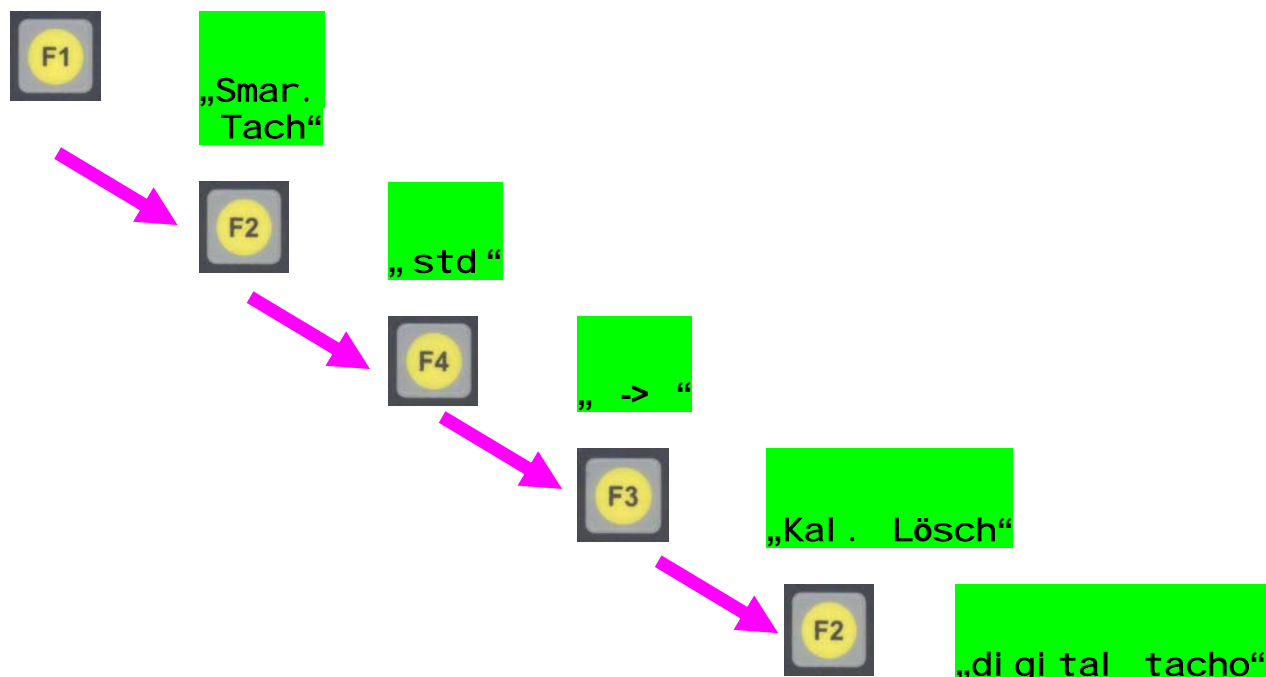 F1
„Smar.
Tach“
F2
„std“
F4
„ -> “
F3
„Kal. Lösch“
F2
„digital tacho“